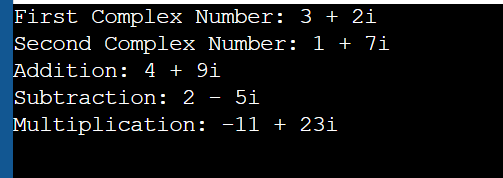 First Complex Number: 3 + 2i
Second Complex Number: 1 + 7i
Addition: 4 + 9i
Subtraction: 2 - 5i
Multiplication: -11 + 23i